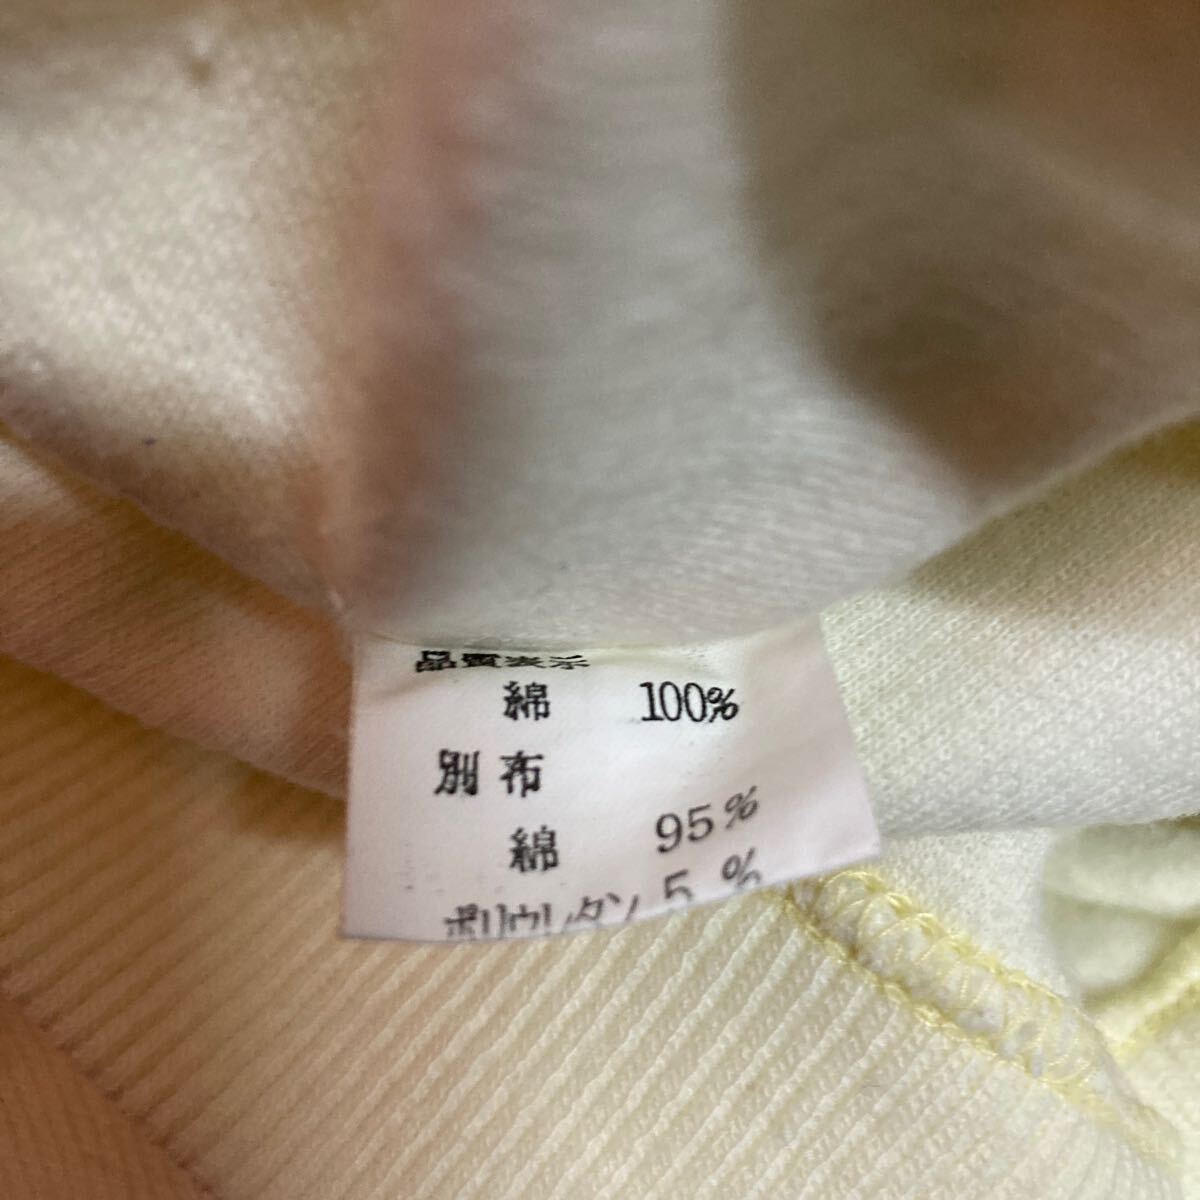 品質表示
綿 100%
別布
綿 95%
ポリウレタン 5%